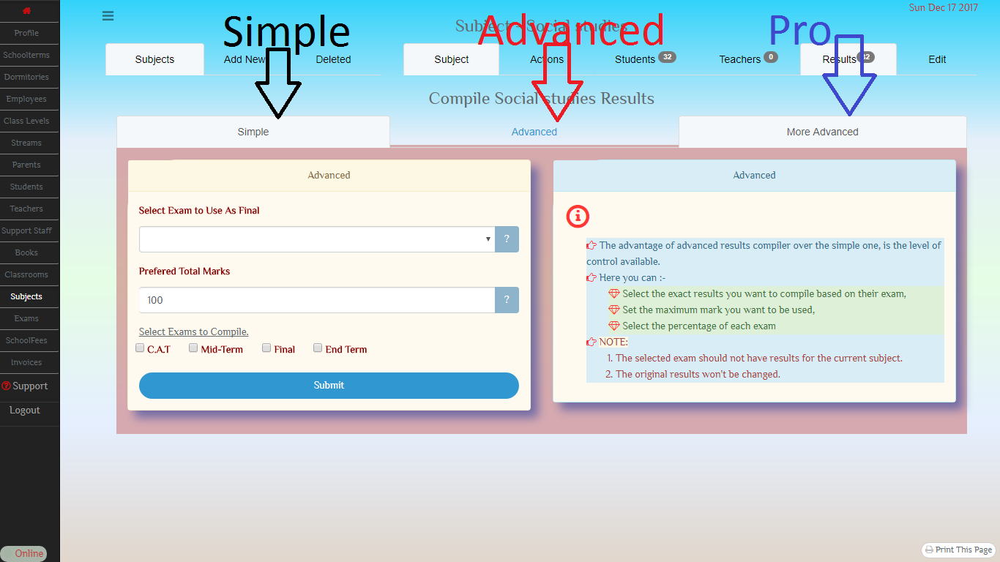 Sun Dec 17 2017
Profile
Schoolterms
Dormitories
Employees
Class Levels
Streams
Parents
Students
Teachers
Support Staff
Books
Classrooms
Subjects
Exams
SchoolFees
Invoices
Support
Logout
Online
Subject - Social studies
Simple
Advanced
Pro
Subjects Add New Deleted
Subject Actions Students 32 Teachers 0 Results Edit
Compile Social studies Results
Simple Advanced More Advanced
Advanced
Select Exam to Use As Final
?
Prefered Total Marks
100 ?
Select Exams to Compile.
C.A.T Mid-Term Final End Term
Submit
Advanced
The advantage of advanced results compiler over the simple one, is the level of
control available.
Here you can :-
Select the exact results you want to compile based on their exam,
Set the maximum mark you want to be used,
Select the percentage of each exam
NOTE:
1. The selected exam should not have results for the current subject.
2. The original results won't be changed.
Print This Page